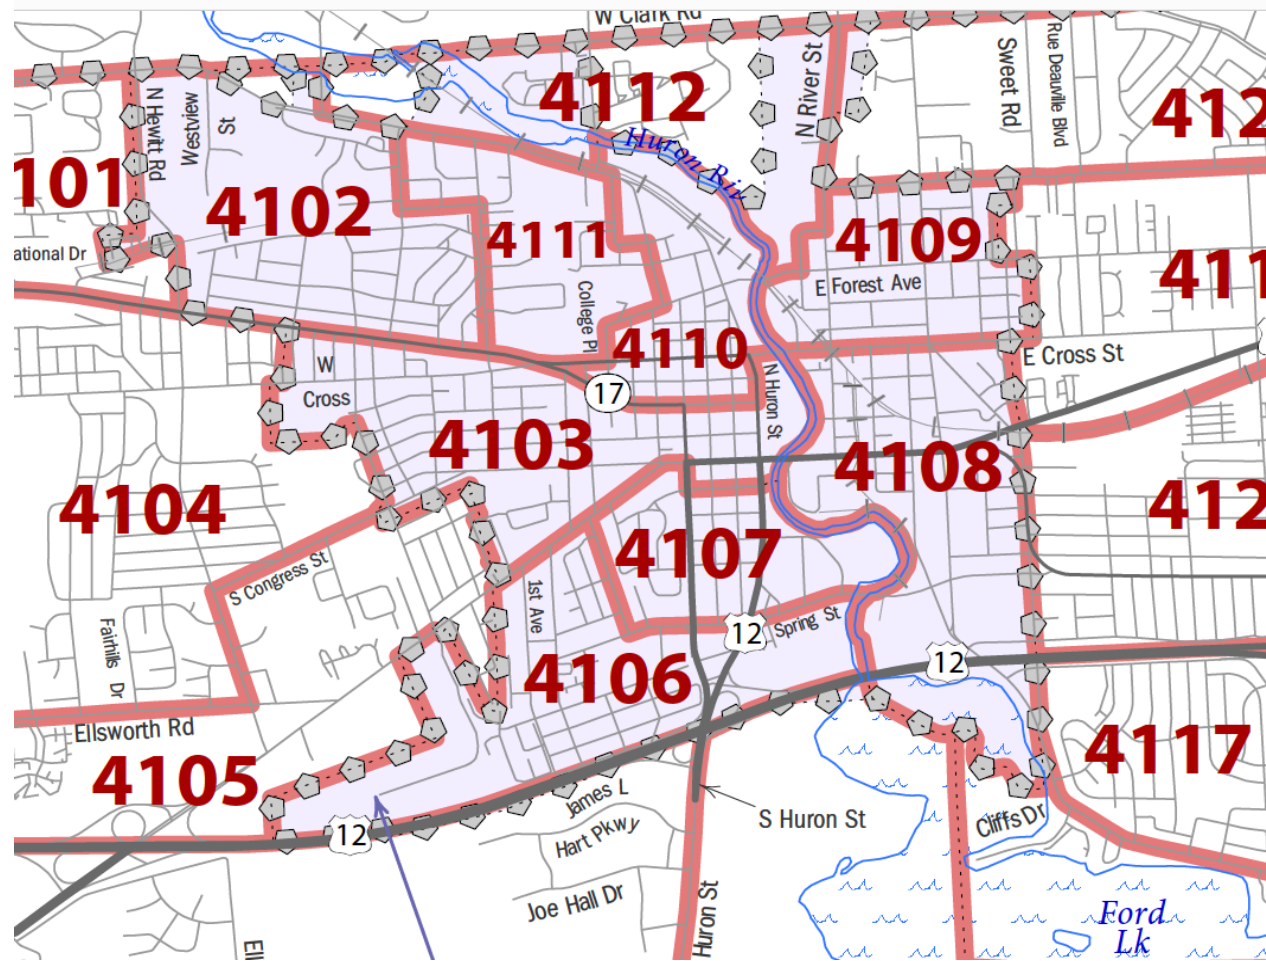 W Clark Rd
4112
N River St
Sweet Rd
Rue Deauville Blvd
412
N Hewitt Rd
Westview
St
Huron Riv
101
4102
4111
4109
ational Dr
411
E Forest Ave
College Pl
4110
W
Cross
17
N Huron St
E Cross St
4103
4108
4104
412
4107
S Congress St
1st Ave
Fairhills Dr
12
Spring St
12
4106
Ellsworth Rd
4105
4117
James L
Hart Pkwy
S Huron St
Cliffs Dr
12
Joe Hall Dr
Huron St
Ford
Lk
Ell